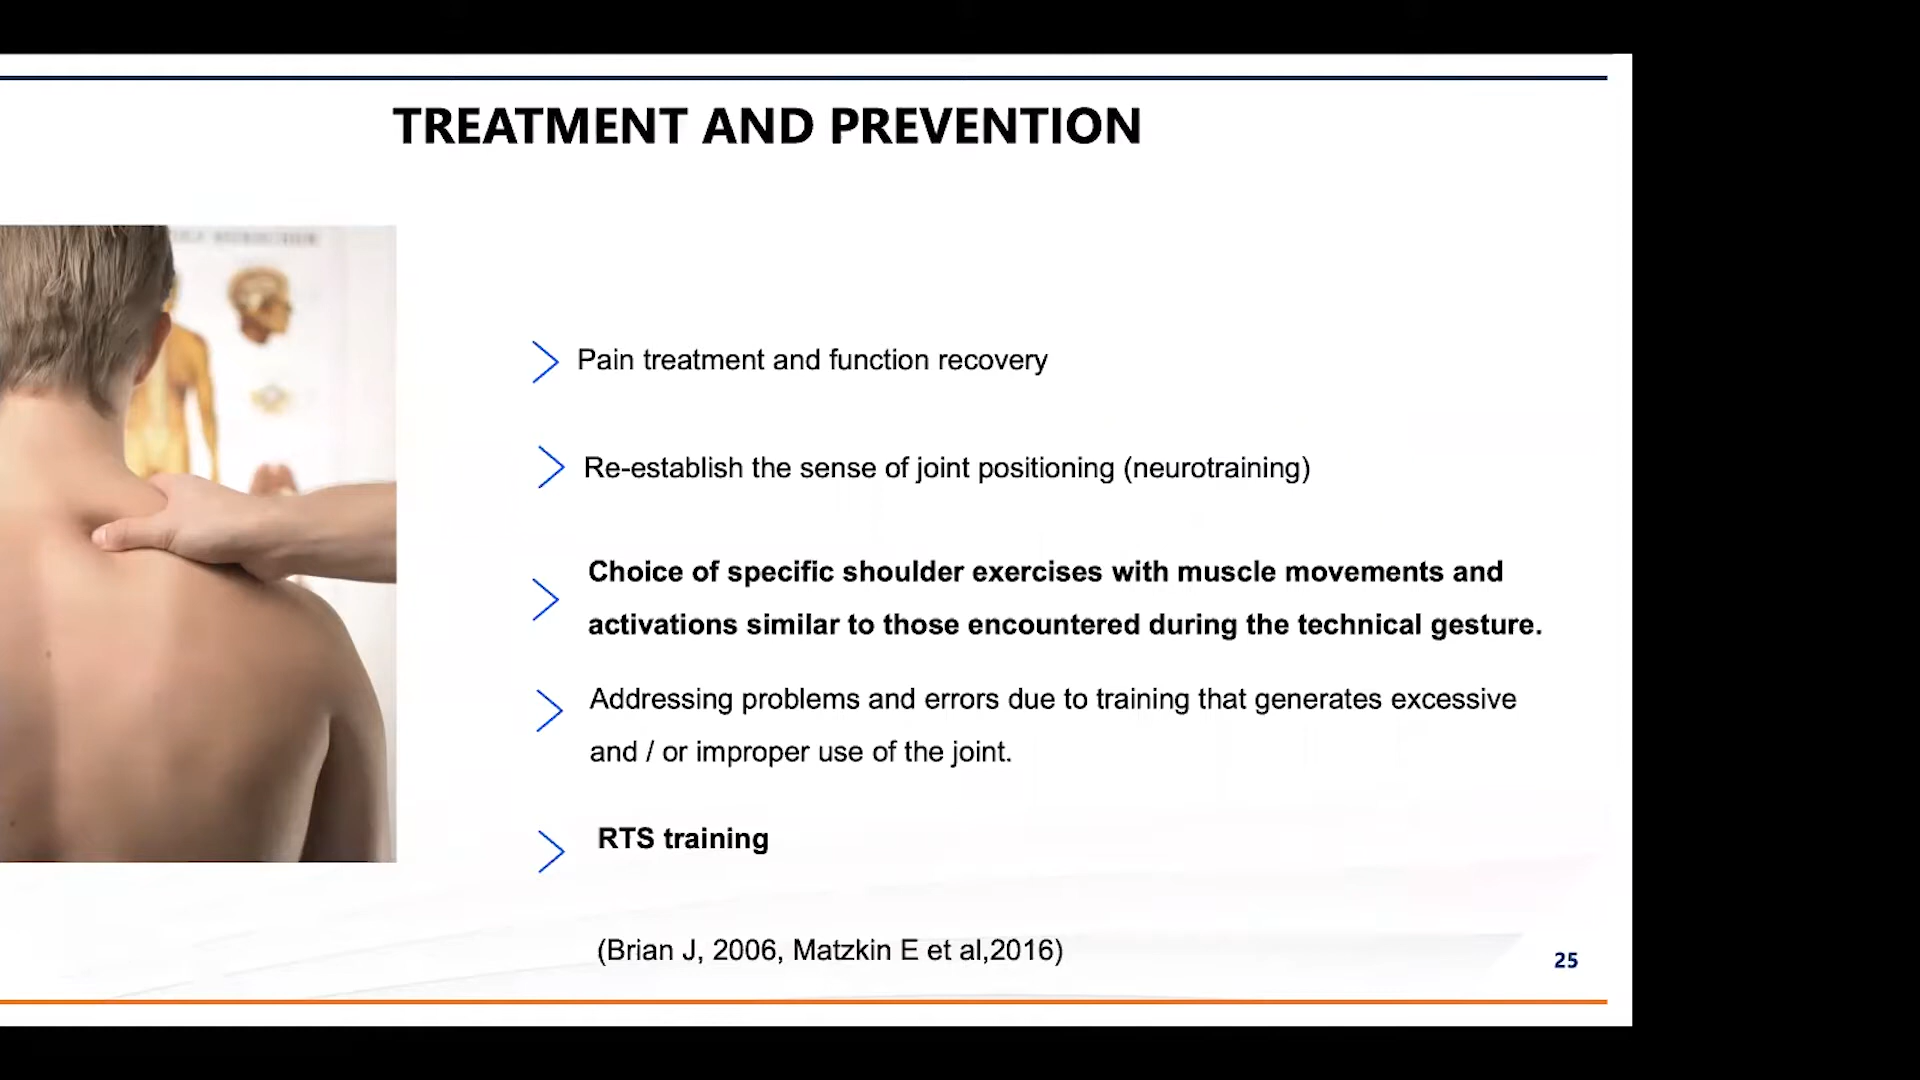 TREATMENT AND PREVENTION
Pain treatment and function recovery
Re-establish the sense of joint positioning (neurotraining)
Choice of specific shoulder exercises with muscle movements and
activations similar to those encountered during the technical gesture.
Addressing problems and errors due to training that generates excessive
and / or improper use of the joint.
RTS training
(Brian J, 2006, Matzkin E et al,2016)
25